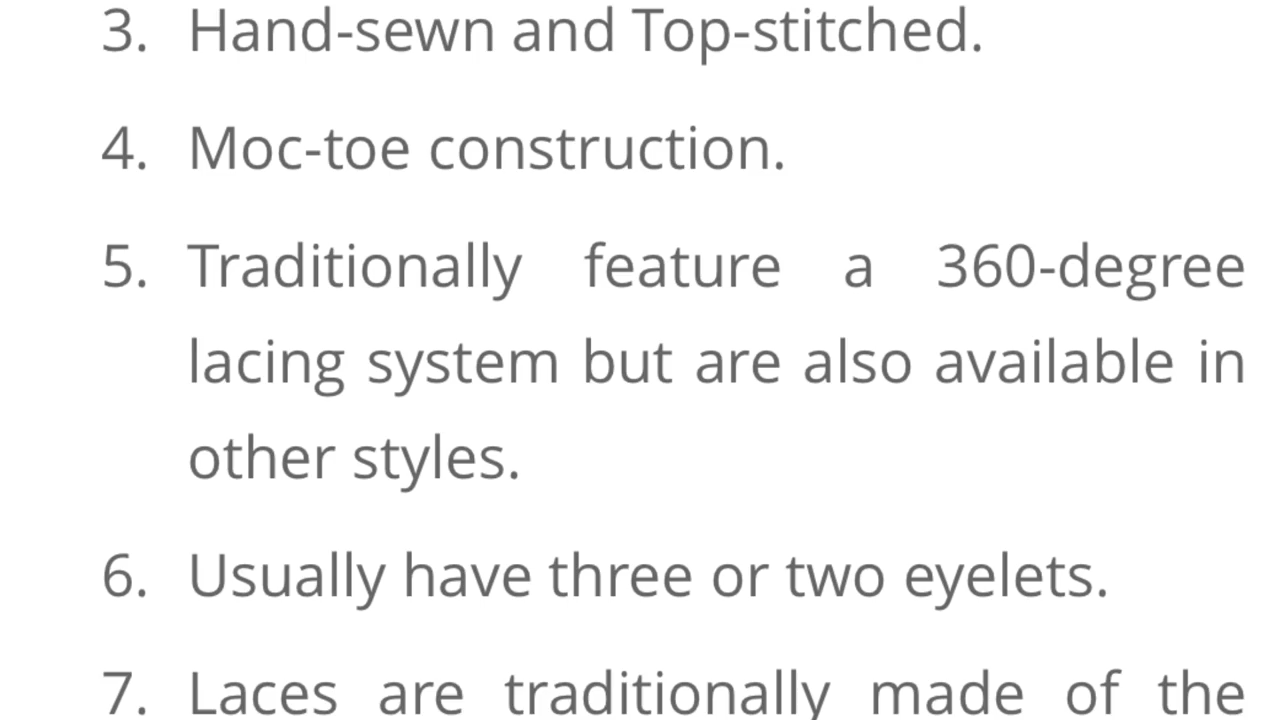 3. Hand-sewn and Top-stitched.
4. Moc-toe construction.
5. Traditionally feature a 360-degree
lacing system but are also available in
other styles.
6. Usually have three or two eyelets.
7. Laces are traditionally made of the